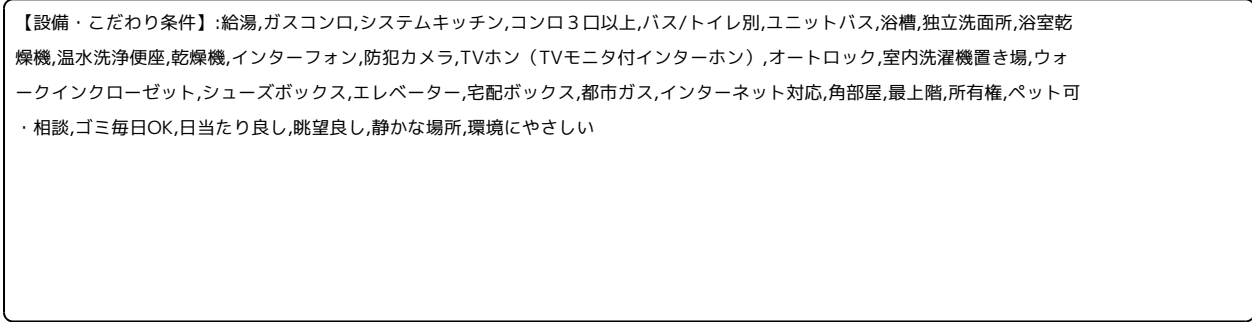 【設備・こだわり条件】:給湯,ガスコンロ,システムキッチン,コンロ３口以上,バス/トイレ別,ユニットバス,浴槽,独立洗面所,浴室乾
燥機,温水洗浄便座,乾燥機,インターフォン,防犯カメラ,TVホン（TVモニタ付インターホン）,オートロック,室内洗濯機置き場,ウォ
ークインクローゼット,シューズボックス,エレベーター,宅配ボックス,都市ガス,インターネット対応,角部屋,最上階,所有権,ペット可
・相談,ゴミ毎日OK,日当たり良し,眺望良し,静かな場所,環境にやさしい